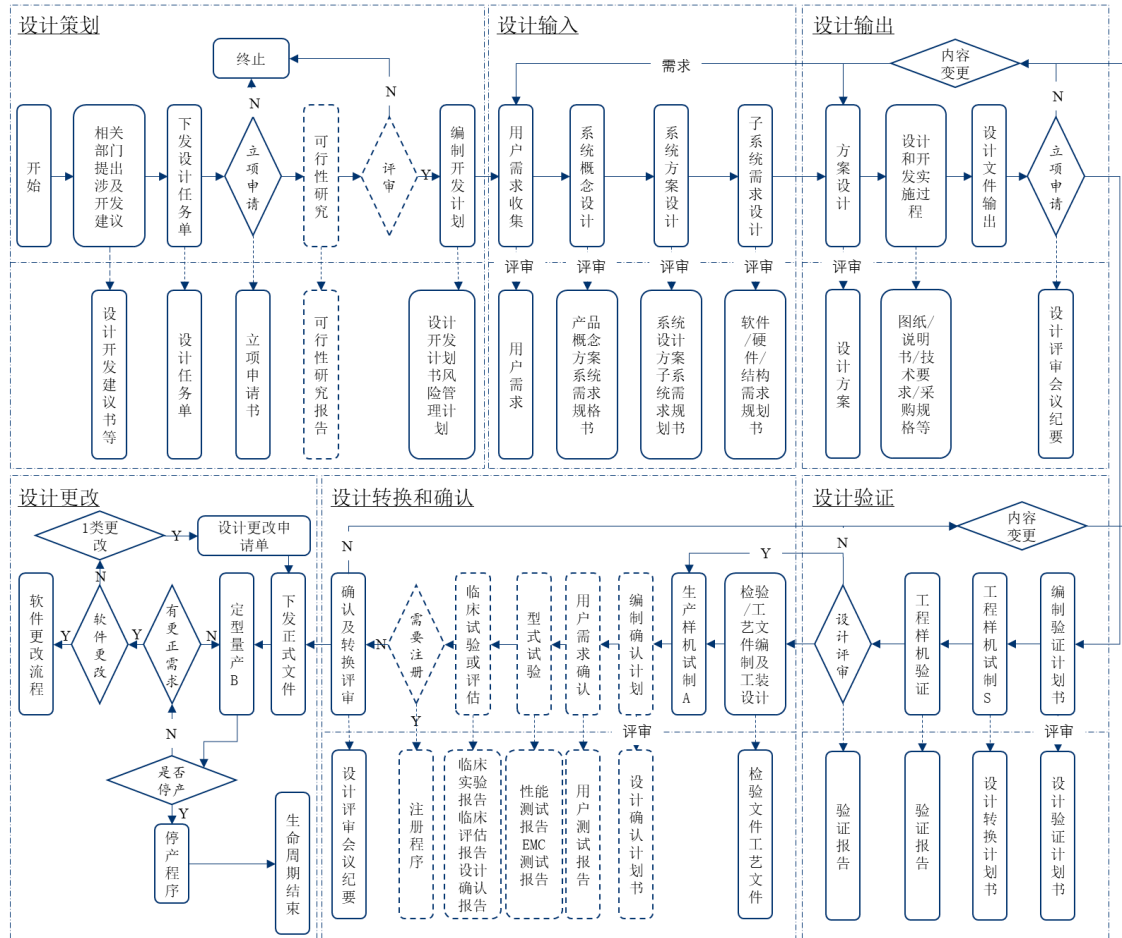 设计策划
终止
N
N
开始
相关部门提出涉及开发建议
下发设计任务单
立项申请
可行性研究
评审
Y
编制开发计划
设计开发建议书等
设计任务单
立项申请书
可行性研究报告
设计开发计划书风险管理计划
设计输入
需求
用户需求收集
系统概念设计
系统方案设计
子系统需求设计
评审
评审
评审
评审
用户需求
产品概念方案系统需求规格书
系统设计方案子系统需求规划书
软件/硬件/结构需求规划书
设计输出
内容
变更
N
方案设计
设计和开发实施过程
设计文件输出
立项申请
评审
设计方案
图纸/说明书/技术要求/采购规格等
设计评审会议纪要
设计更改
1类更
改
Y
设计更改申
请单
N
软件更改流程
Y
软件更改
Y
有更正需求
N
定型量产B
下发正式文件
N
是否
停产
Y
停产程序
生命周期结束
设计转换和确认
N
Y
确认及转换评审
N
需要注册
临床试验或评估
型式试验
用户需求确认
编制确认计划
生产样机试制A
检验/工艺文件编制及工装设计
Y
评审
设计评审会议纪要
注册程序
临床实验报告临床评估报告设计确认报告
性能测试报告EMC测试报告
用户测试报告
设计确认计划书
检验文件工艺文件
设计验证
内容
变更
N
设计评审
工程样机验证
工程样机试制S
编制验证计划书
评审
验证报告
验证报告
设计转换计划书
设计验证计划书